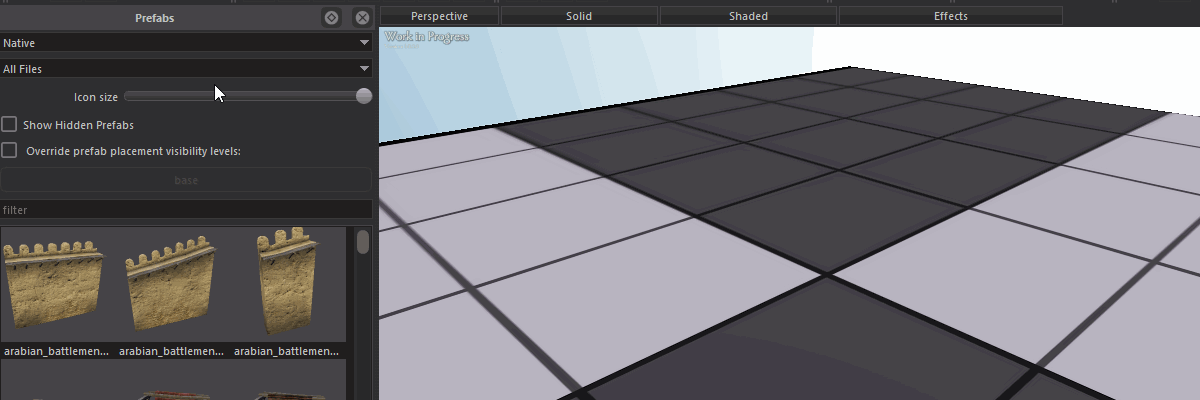 Prefabs
Native
All Files
Icon size
Show Hidden Prefabs
Override prefab placement visibility levels:
base
filter
arabian_battlemen...
arabian_battlemen...
arabian_battlemen...
Perspective
Solid
Shaded
Effects
Work in Progress